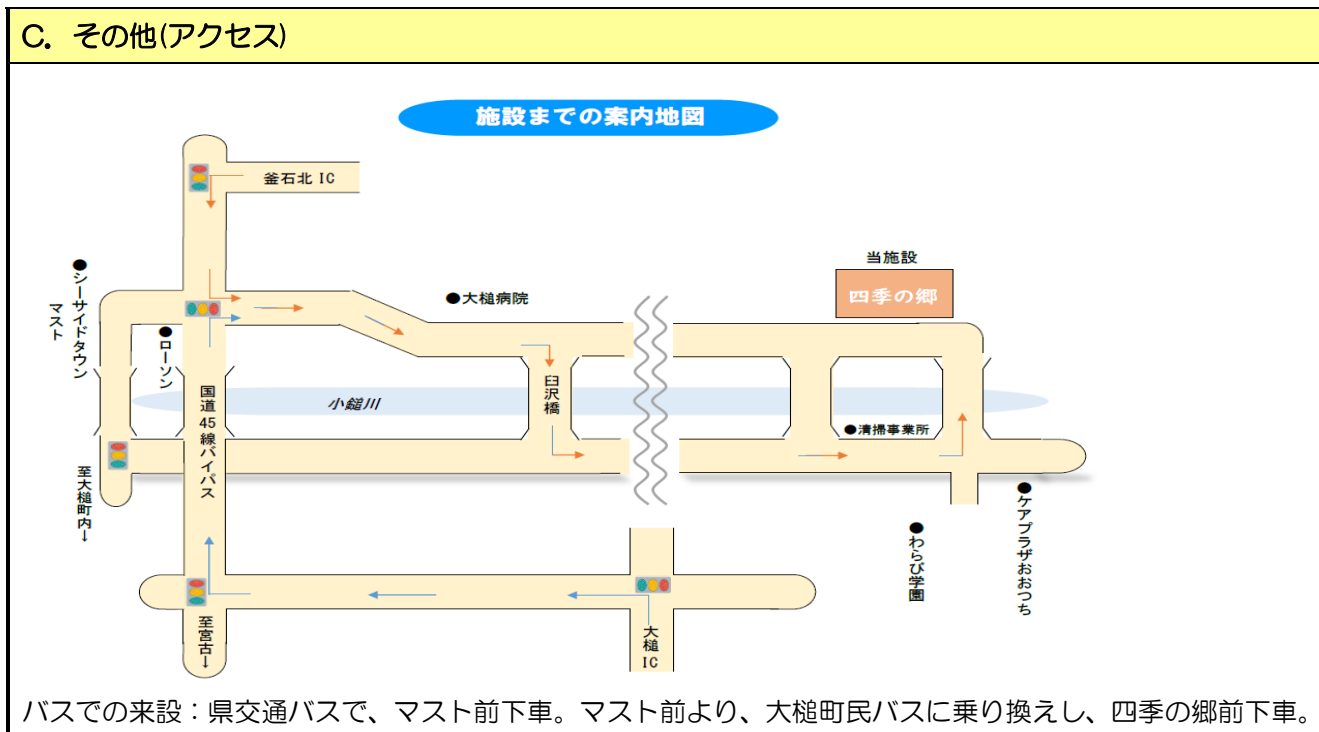 C. その他(アクセス)
施設までの案内地図
釜石北 IC
当施設
四季の郷
●シーサイドタウン
マスト
●大槌病院
●ローソン
国道45線バイパス
小鎚川
臼沢橋
●清掃事業所
至大槌町内→
●わらび学園
●ケアプラザおおつち
至宮古→
大槌IC
バスでの来設：県交通バスで、マスト前下車。マスト前より、大槌町民バスに乗り換えし、四季の郷前下車。